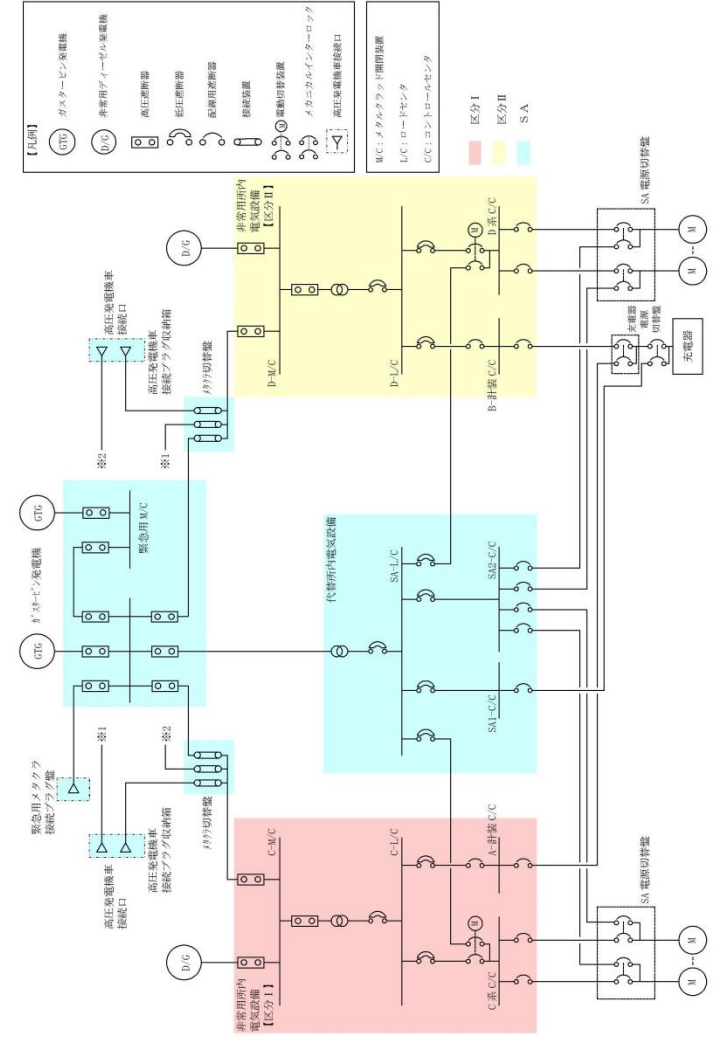 【凡例】
GTG
ガスタービン発電機
D/G
非常用ディーゼル発電機
高圧遮断器
低圧遮断器
配線用遮断器
接続装置
M
電動切替装置
メカニカルインターロック
高圧発電機車接続口
M/C:メタルクラッド開閉装置
L/C:ロードセンタ
C/C:コントロールセンタ
区分Ⅰ
区分Ⅱ
SA
緊急用メタクラ
接続プラグ盤
ガスタービン発電機
GTG
GTG
緊急用 M/C
高圧発電機車
接続口
※1
※2
高圧発電機車
接続プラグ収納箱
メタクラ切替盤
高圧発電機車
接続口
※2
※1
高圧発電機車
接続プラグ収納箱
メタクラ切替盤
D/G
非常用所内
電気設備
【区分Ⅰ】
C-M/C
C-L/C
M
C系 C/C
A-計装 C/C
代替所内電気設備
SA-L/C
SA1-C/C
SA2-C/C
D/G
非常用所内
電気設備
【区分Ⅱ】
D-M/C
D-L/C
M
B-計装 C/C
D系 C/C
SA 電源切替盤
M
M
充電器
電源
切替盤
充電器
SA 電源切替盤
M
M